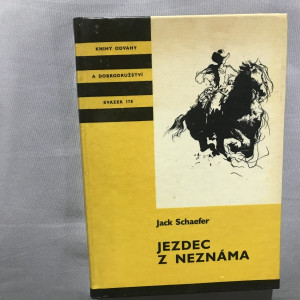 KNIHY ODVAHY
A DOBRODRUŽSTVÍ
SVAZEK 178
Jack Schaefer
JEZDEC
Z NEZNÁMA